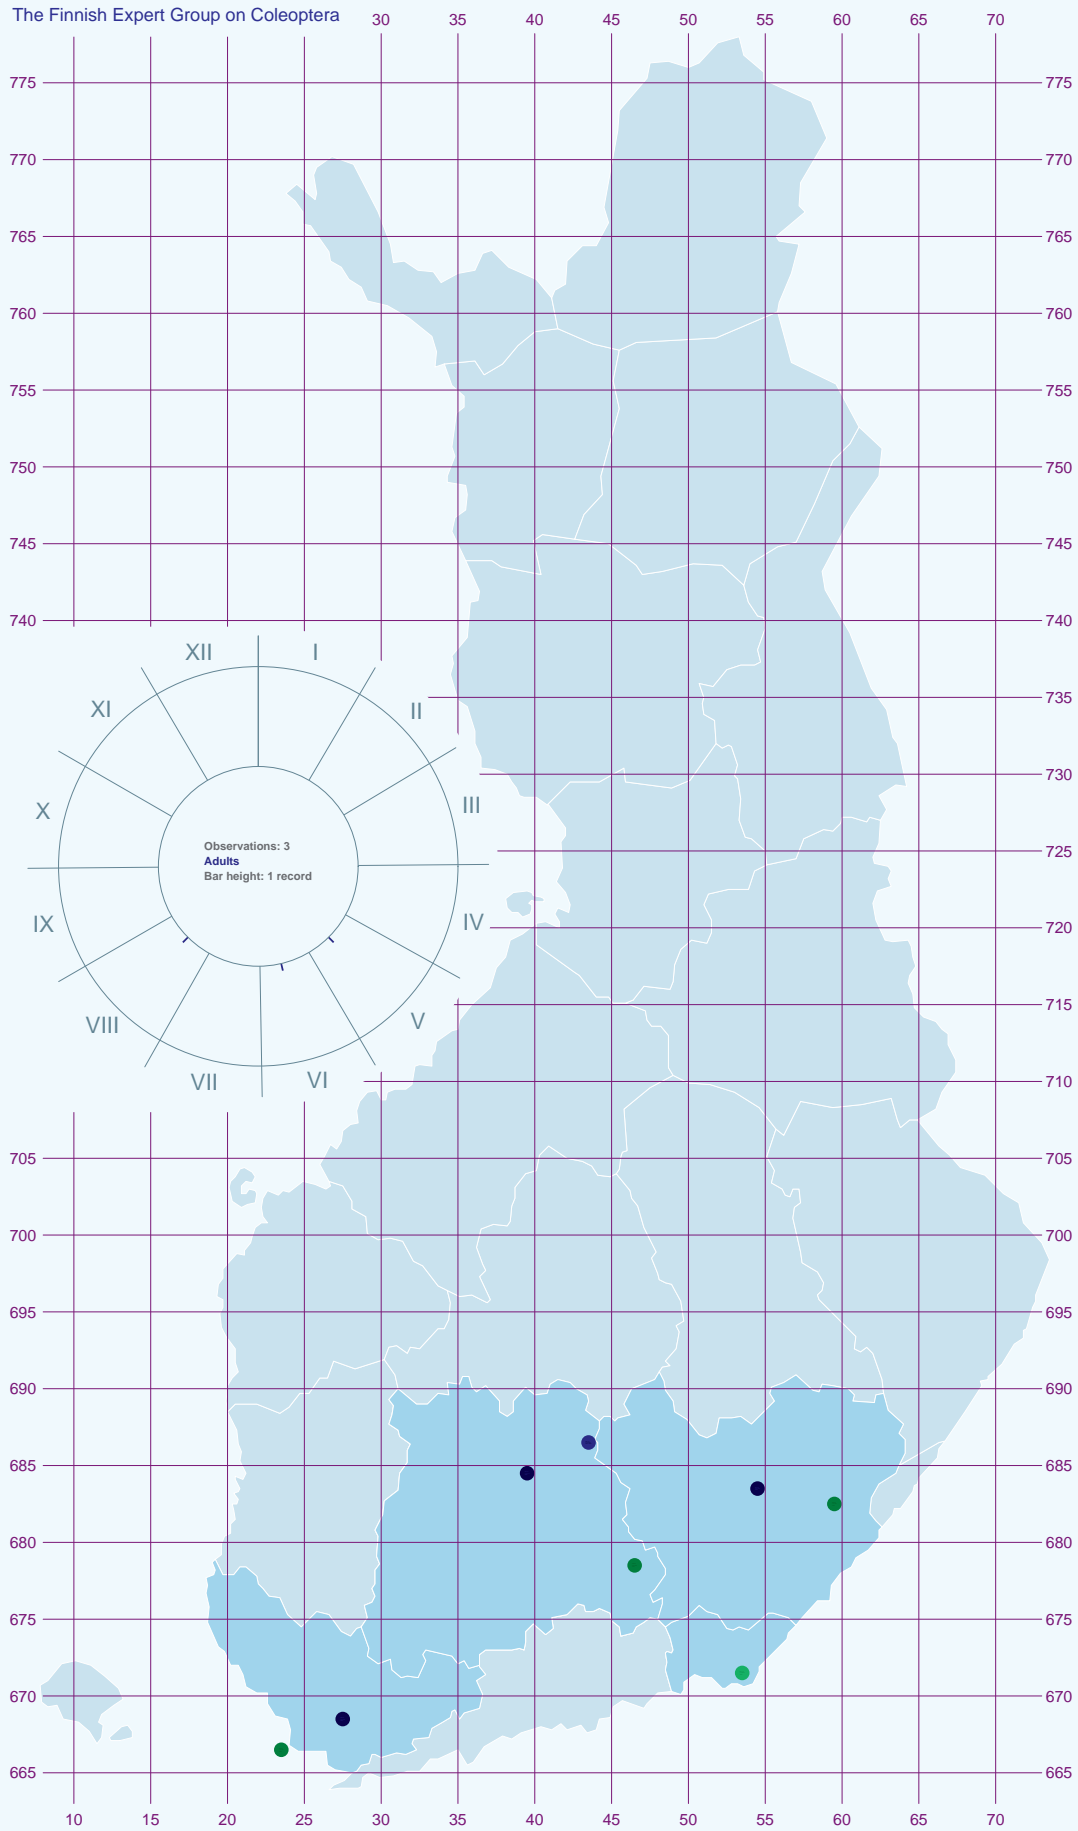 The Finnish Expert Group on Coleoptera 30 35 40 45 50 55 60 65 70
775 775
770 770
765 765
760 760
755 755
750 750
745 745
740 740
XII I
735
XI II
730
X III
Observations: 3
Adults
Bar height: 1 record
725
IX IV
720
VIII V
715
VII VI
710
705 705
700 700
695 695
690 690
685 685
680 680
675 675
670 670
665 665
10 15 20 25 30 35 40 45 50 55 60 65 70